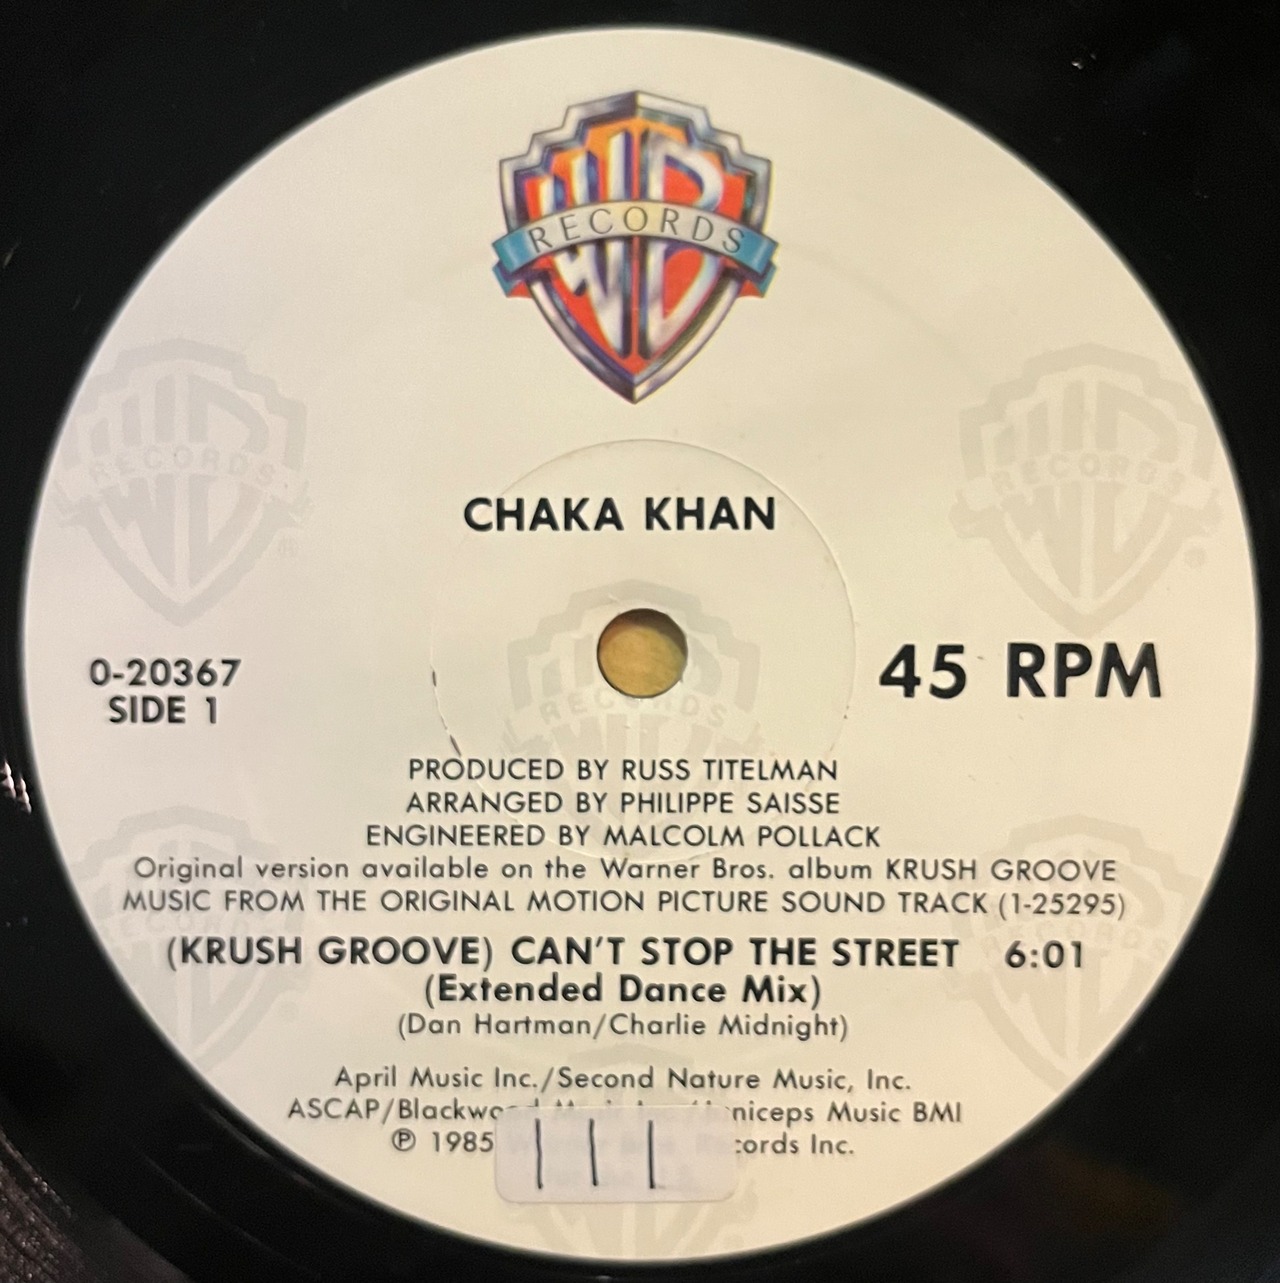 RECORDS
CHAKA KHAN
0-20367
SIDE 1
45 RPM
PRODUCED BY RUSS TITELMAN
ARRANGED BY PHILIPPE SAISSE
ENGINEERED BY MALCOLM POLLACK
Original version available on the Warner Bros. album KRUSH GROOVE
MUSIC FROM THE ORIGINAL MOTION PICTURE SOUND TRACK (1-25295)
(KRUSH GROOVE) CAN'T STOP THE STREET 6:01
(Extended Dance Mix)
(Dan Hartman/Charlie Midnight)
April Music Inc./Second Nature Music, Inc.
ASCAP/Blackwo niceps Music BMI
℗ 1985 cords Inc.
| | |